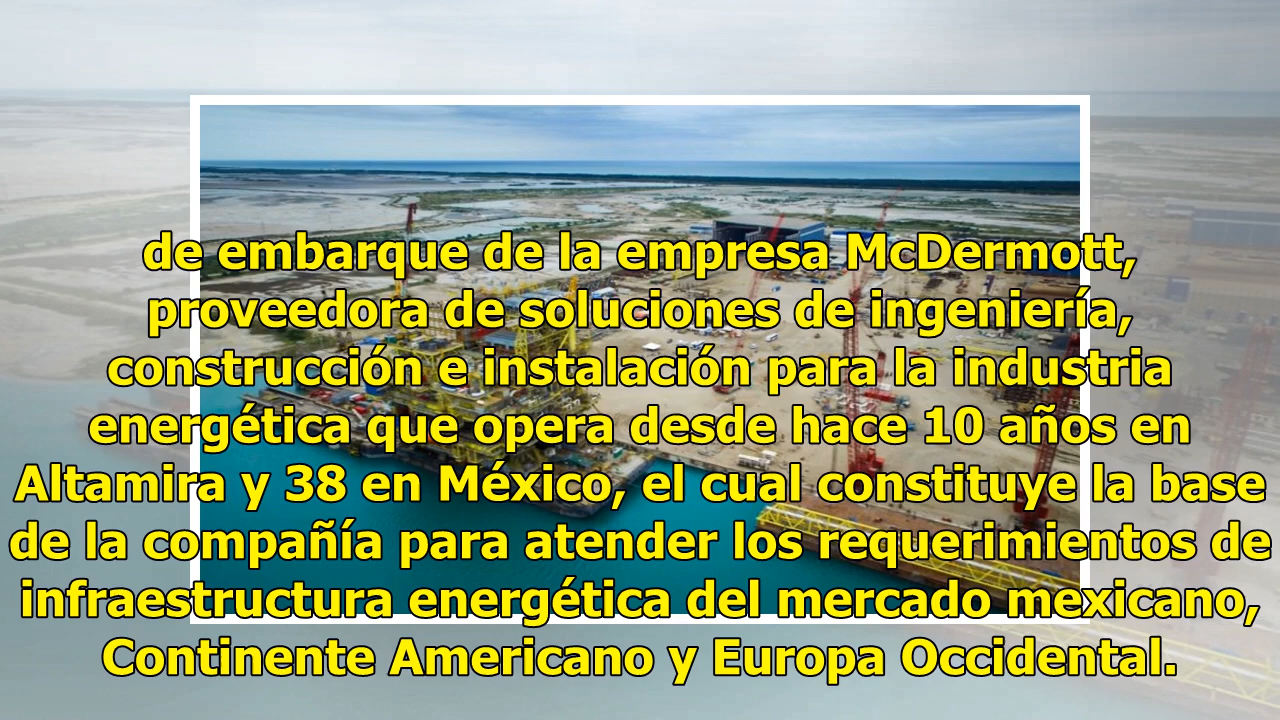 de embarque de la empresa McDermott,
proveedora de soluciones de ingeniería,
construcción e instalación para la industria
energética que opera desde hace 10 años en
Altamira y 38 en México, el cual constituye la base
de la compañía para atender los requerimientos de
infraestructura energética del mercado mexicano,
Continente Americano y Europa Occidental.